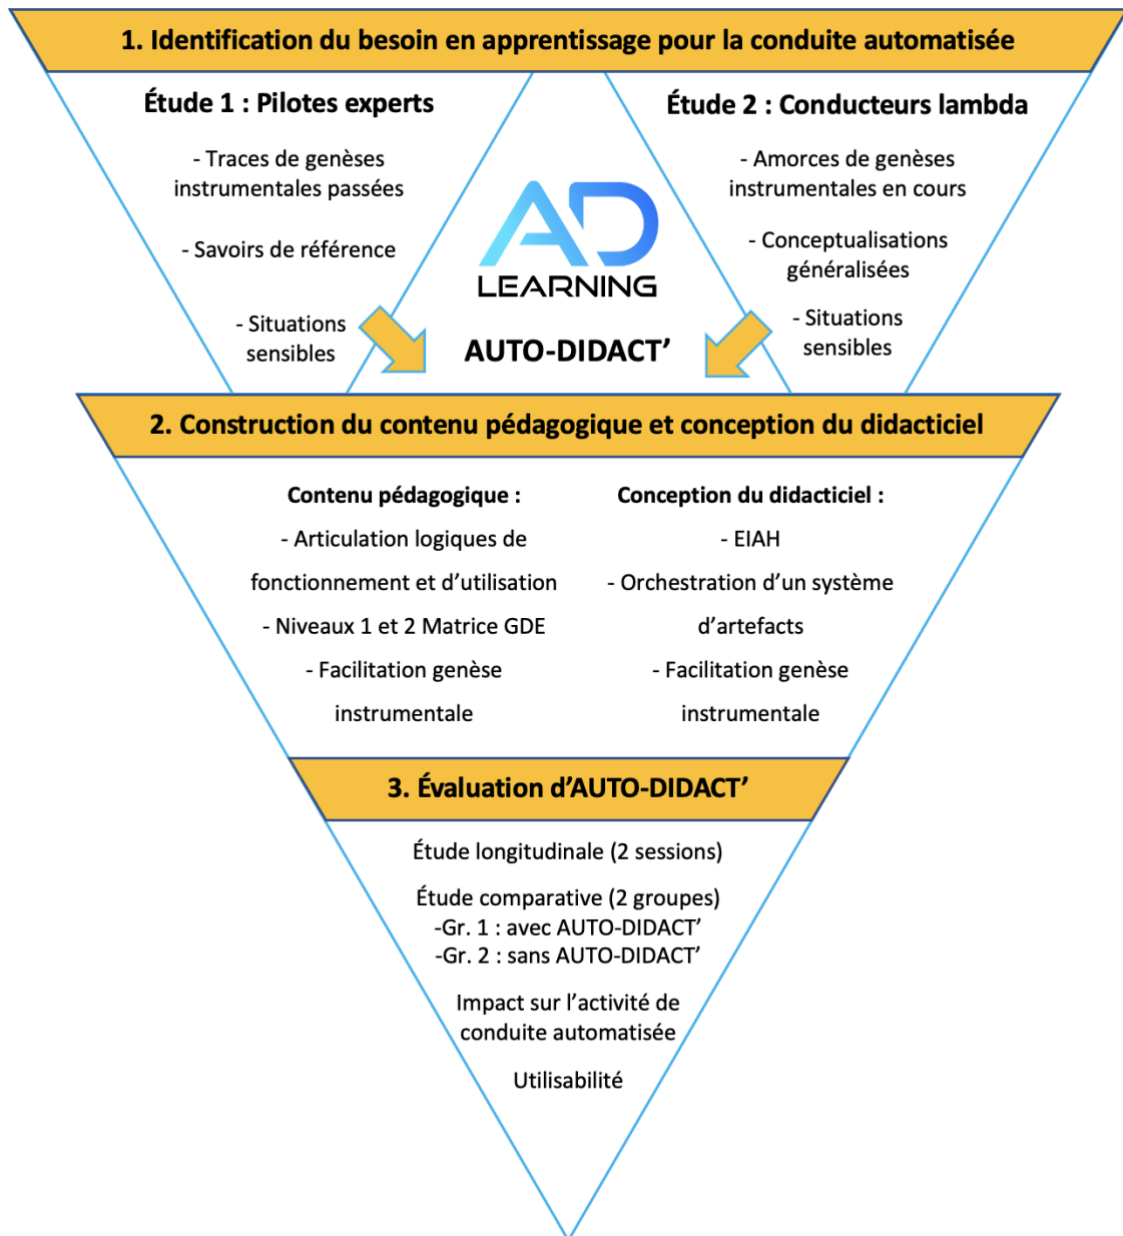 1. Identification du besoin en apprentissage pour la conduite automatisée
Étude 1 : Pilotes experts
- Traces de genèses
instrumentales passées
- Savoirs de référence
- Situations
sensibles
AD
LEARNING
AUTO-DIDACT’
Étude 2 : Conducteurs lambda
- Amorces de genèses
instrumentales en cours
- Conceptualisations
généralisées
- Situations
sensibles
2. Construction du contenu pédagogique et conception du didacticiel
Contenu pédagogique :
- Articulation logiques de
fonctionnement et d’utilisation
- Niveaux 1 et 2 Matrice GDE
- Facilitation genèse
instrumentale
Conception du didacticiel :
- EIAH
- Orchestration d’un système
d’artefacts
- Facilitation genèse
instrumentale
3. Évaluation d’AUTO-DIDACT’
Étude longitudinale (2 sessions)
Étude comparative (2 groupes)
-Gr. 1 : avec AUTO-DIDACT’
-Gr. 2 : sans AUTO-DIDACT’
Impact sur l’activité de
conduite automatisée
Utilisabilité